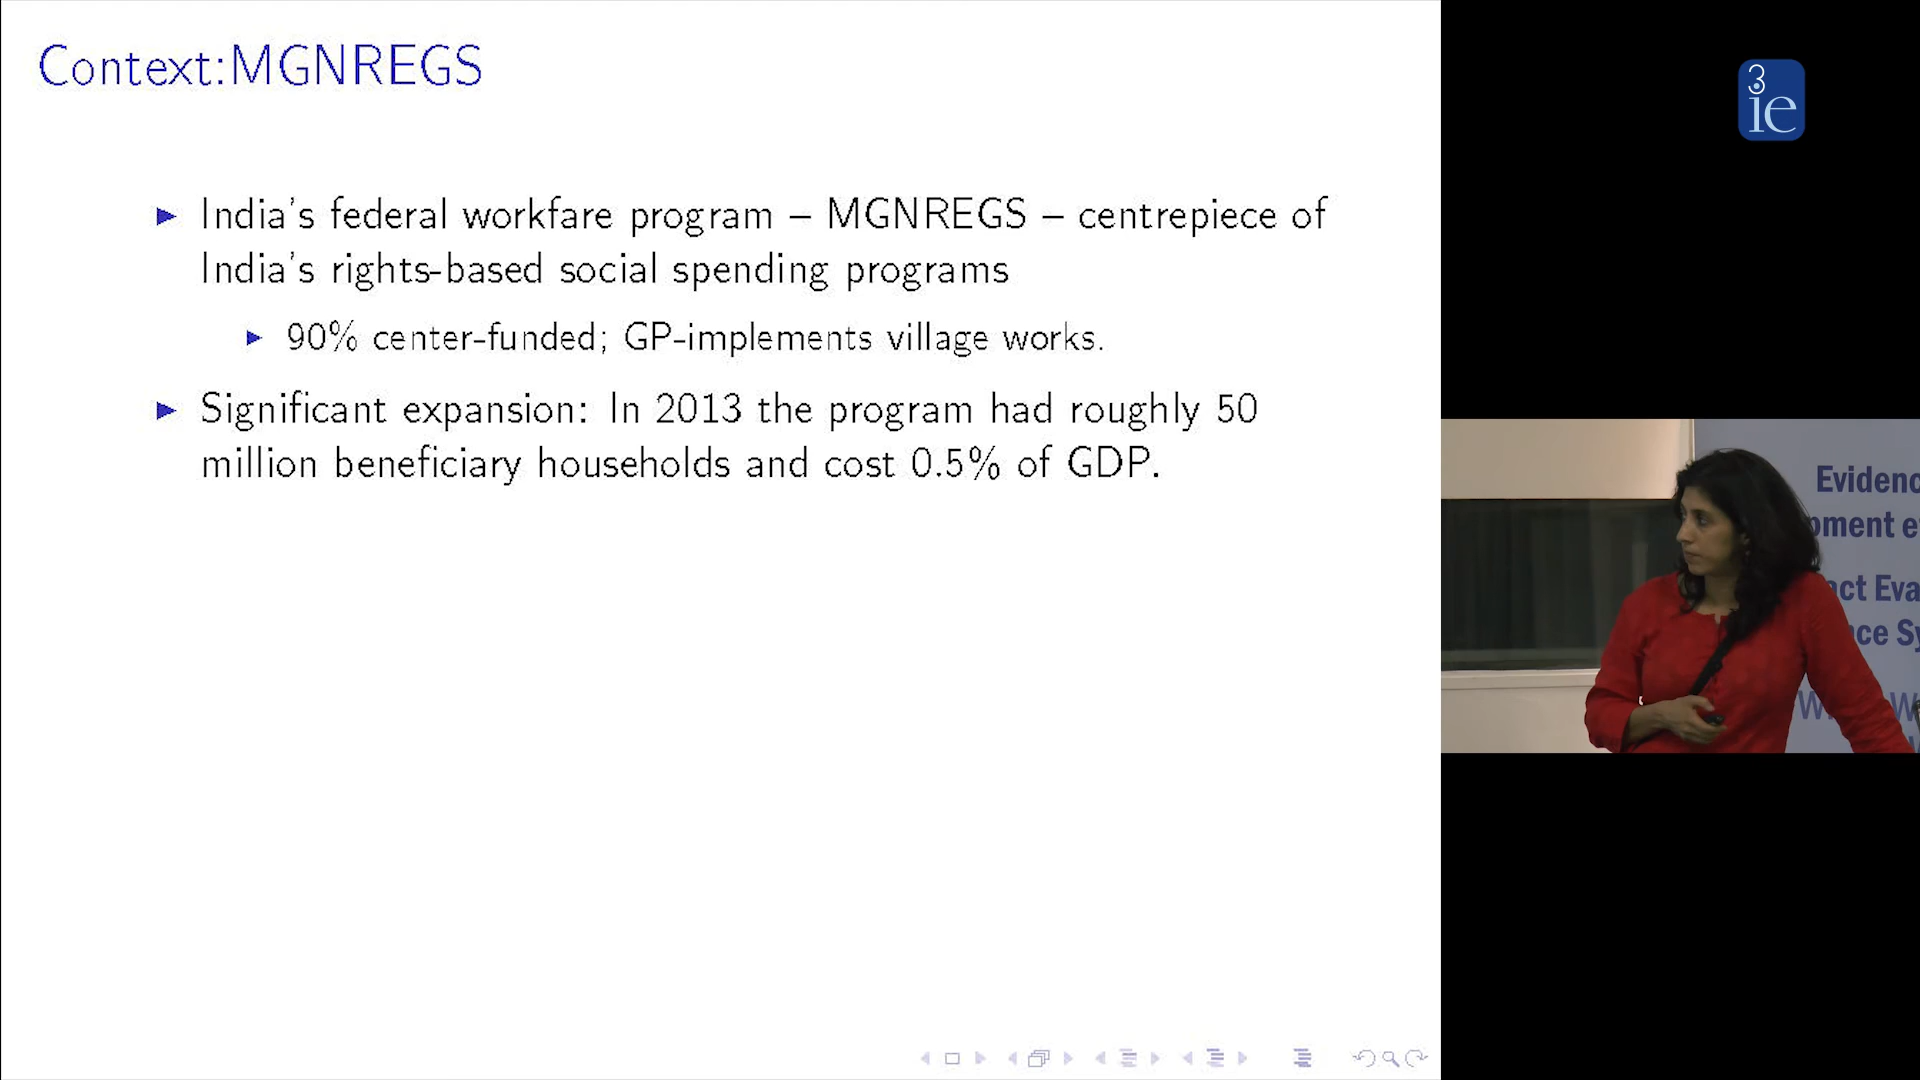 Context:MGNREGS
India's federal workfare program – MGNREGS – centrepiece of
India's rights-based social spending programs
90% center-funded; GP-implements village works.
Significant expansion: In 2013 the program had roughly 50
million beneficiary households and cost 0.5% of GDP.
3ie
Evidenc
pment e
act Eva
ce Sy